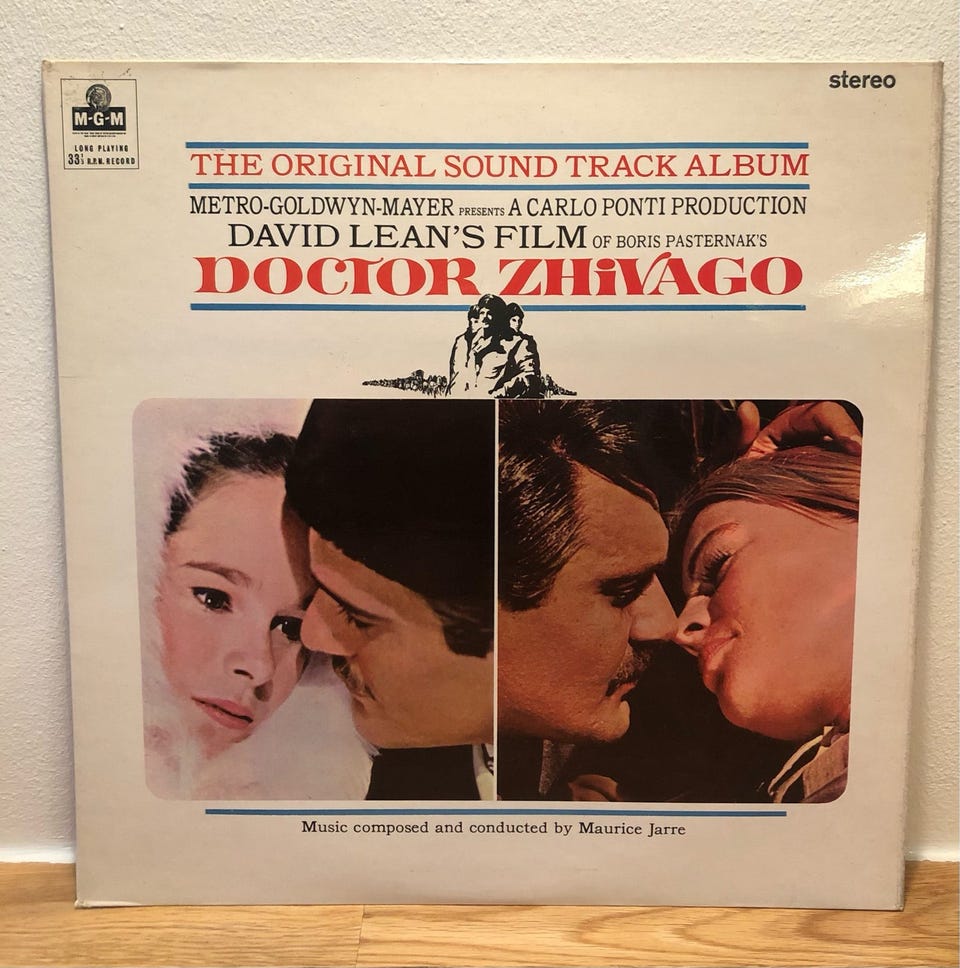 stereo
M-G-M
LONG PLAYING
33⅓ R.P.M. RECORD
THE ORIGINAL SOUND TRACK ALBUM
METRO-GOLDWYN-MAYER PRESENTS A CARLO PONTI PRODUCTION
DAVID LEAN'S FILM OF BORIS PASTERNAK'S
DOCTOR ZHiVAGO
Music composed and conducted by Maurice Jarre